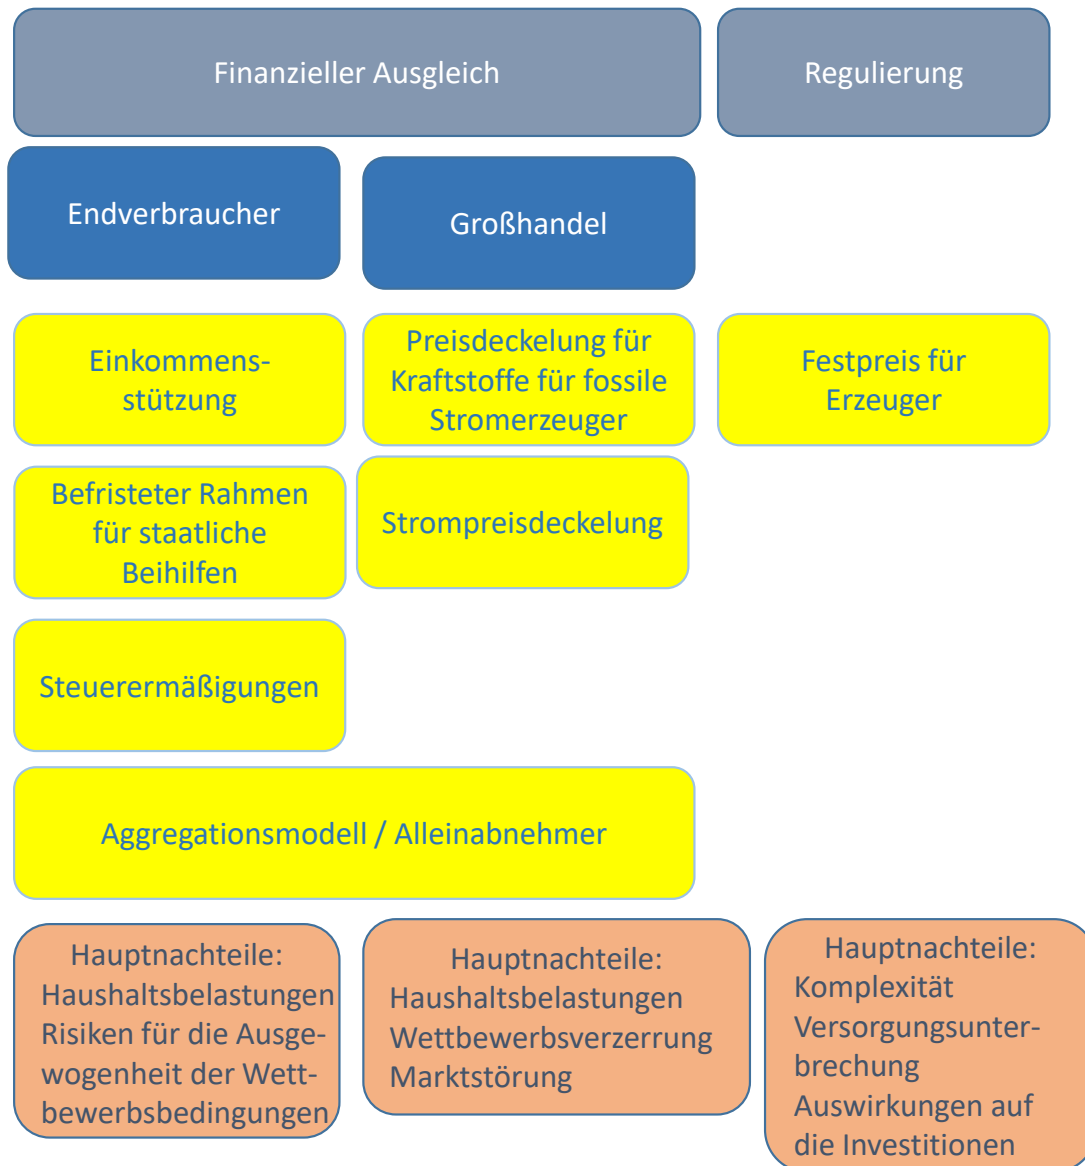 Finanzieller Ausgleich
Regulierung
Endverbraucher
Großhandel
Einkommens-
stützung
Preisdeckelung für
Kraftstoffe für fossile
Stromerzeuger
Festpreis für
Erzeuger
Befristeter Rahmen
für staatliche
Beihilfen
Strompreisdeckelung
Steuerermäßigungen
Aggregationsmodell / Alleinabnehmer
Hauptnachteile:
Haushaltsbelastungen
Risiken für die Ausge-
wogenheit der Wett-
bewerbsbedingungen
Hauptnachteile:
Haushaltsbelastungen
Wettbewerbsverzerrung
Marktstörung
Hauptnachteile:
Komplexität
Versorgungsunter-
brechung
Auswirkungen auf
die Investitionen